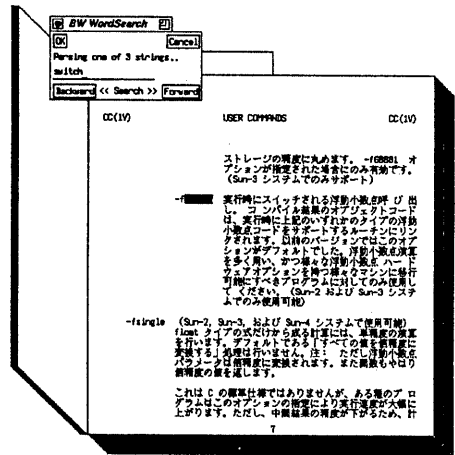 BW WordSearch
OK Cancel
Parsing one of 3 strings..
switch
Backward << Search >> Forward
CC(1V) USER COMMANDS CC(1V)
ストレージの精度に丸めます。 -f68881 オ
プションが指定された場合にのみ有効です。
(Sun-3 システムでのみサポート)
-f 実行時にスイッチされる浮動小数点呼 び 出
し。 コ ンパイル結果のオブジェクトコード
は、実行時に上記のいずれかのタイプの浮動
小数点コードをサポートするルーチンにリン
クされます。以前のバージョンではこのオプ
ションがデフォルトでした。浮動小数点演算
を多く用い、かつ様々な浮動小数点 ハー ド
ウェアオプションを持つ様々なマシンに移行
可能にすべきプログラムに対してのみ使用し
て ください。 (Sun-2 および Sun-3 システ
ムでのみ使用可能)
-fsingle (Sun-2, Sun-3, および Sun-4 システムで使用可能)
float タイプの式だけから成る計算には、単精度の演算
を行います。デフォルトである「すべての値を倍精度に
変換する」処理は行いません。注: ただし浮動小数点
パラメータは倍精度に変換されます。また関数もやはり
倍精度の値を返します。
これは C の標準仕様ではありませんが、ある種のプ ロ
グラムはこのオプションの指定により実行速度が大幅に
上がります。ただし、中間結果の精度が下がるため、計
7